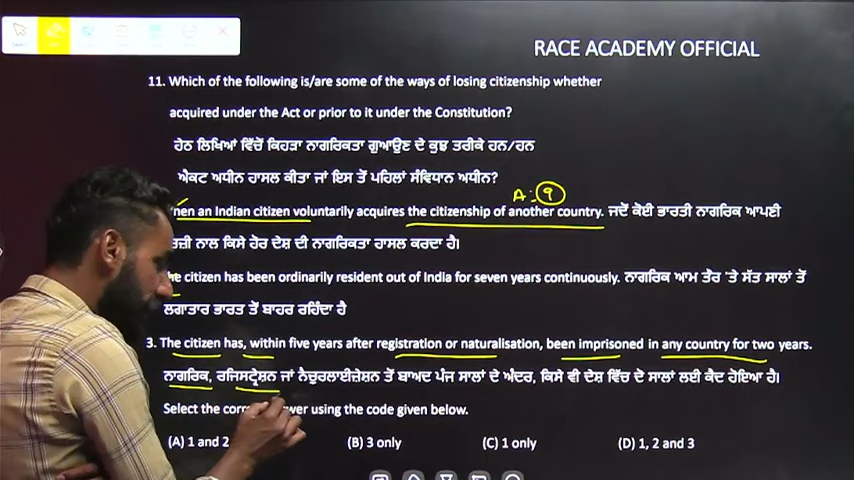 RACE ACADEMY OFFICIAL
11. Which of the following is/are some of the ways of losing citizenship whether
acquired under the Act or prior to it under the Constitution?
ਹੇਠ ਲਿਖਿਆਂ ਵਿੱਚੋਂ ਕਿਹੜਾ ਨਾਗਰਿਕਤਾ ਗੁਆਉਣ ਦੇ ਕੁਝ ਤਰੀਕੇ ਹਨ/ਹਨ
ਐਕਟ ਅਧੀਨ ਹਾਸਲ ਕੀਤਾ ਜਾਂ ਇਸ ਤੋਂ ਪਹਿਲਾਂ ਸੰਵਿਧਾਨ ਅਧੀਨ?
A: 9
an Indian citizen voluntarily acquires the citizenship of another country. ਜਦੋਂ ਕੋਈ ਭਾਰਤੀ ਨਾਗਰਿਕ ਆਪਣੀ
ਨਾਲ ਕਿਸੇ ਹੋਰ ਦੇਸ਼ ਦੀ ਨਾਗਰਿਕਤਾ ਹਾਸਲ ਕਰਦਾ ਹੈ।
citizen has been ordinarily resident out of India for seven years continuously. ਨਾਗਰਿਕ ਆਮ ਤੌਰ 'ਤੇ ਸੱਤ ਸਾਲਾਂ ਤੋਂ
ਲਗਾਤਾਰ ਭਾਰਤ ਤੋਂ ਬਾਹਰ ਰਹਿੰਦਾ ਹੈ
3. The citizen has, within five years after registration or naturalisation, been imprisoned in any country for two years.
ਨਾਗਰਿਕ, ਰਜਿਸਟ੍ਰੇਸ਼ਨ ਜਾਂ ਨੈਚੂਰਲਾਈਜ਼ੇਸ਼ਨ ਤੋਂ ਬਾਅਦ ਪੰਜ ਸਾਲਾਂ ਦੇ ਅੰਦਰ, ਕਿਸੇ ਵੀ ਦੇਸ਼ ਵਿੱਚ ਦੋ ਸਾਲਾਂ ਲਈ ਕੈਦ ਹੋਇਆ ਹੈ।
Select the using the code given below.
(A) 1 and 2 (B) 3 only (C) 1 only (D) 1, 2 and 3